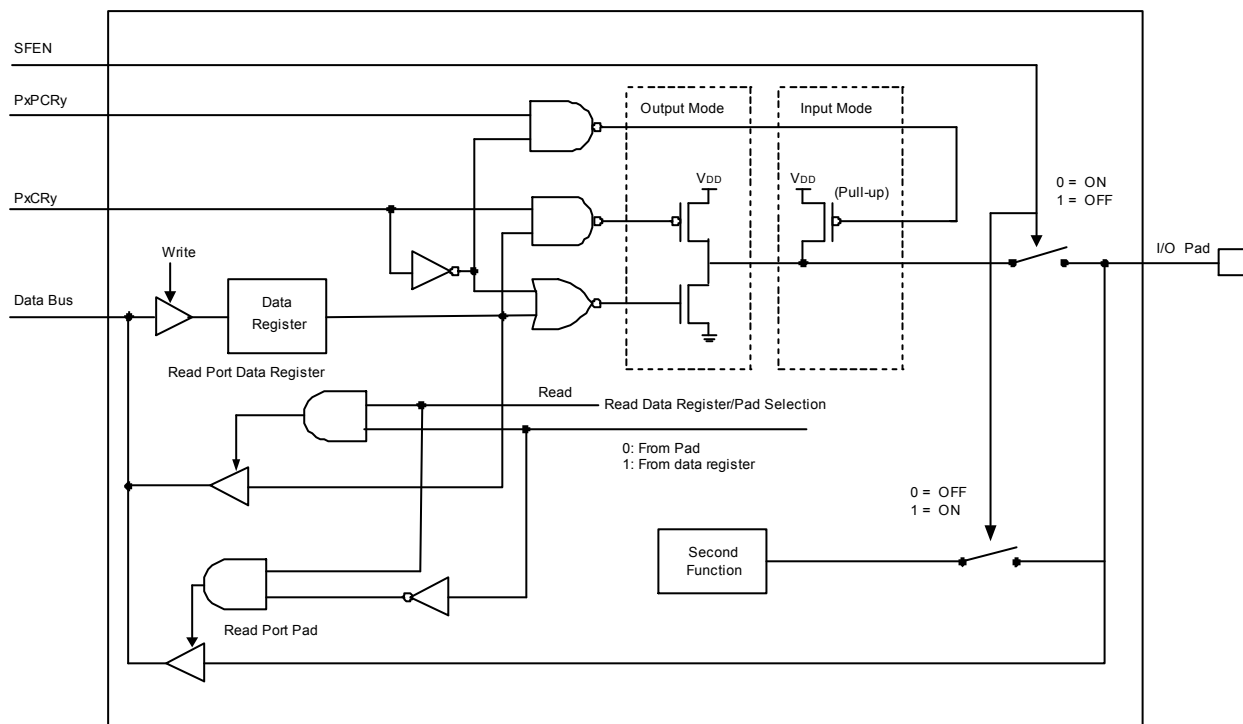 SFEN
PxPCRy
Output Mode
Input Mode
VDD
VDD
(Pull-up)
0 = ON
1 = OFF
PxCRy
I/O Pad
Write
Data Bus
Data
Register
Read Port Data Register
Read
Read Data Register/Pad Selection
0: From Pad
1: From data register
0 = OFF
1 = ON
Second
Function
Read Port Pad